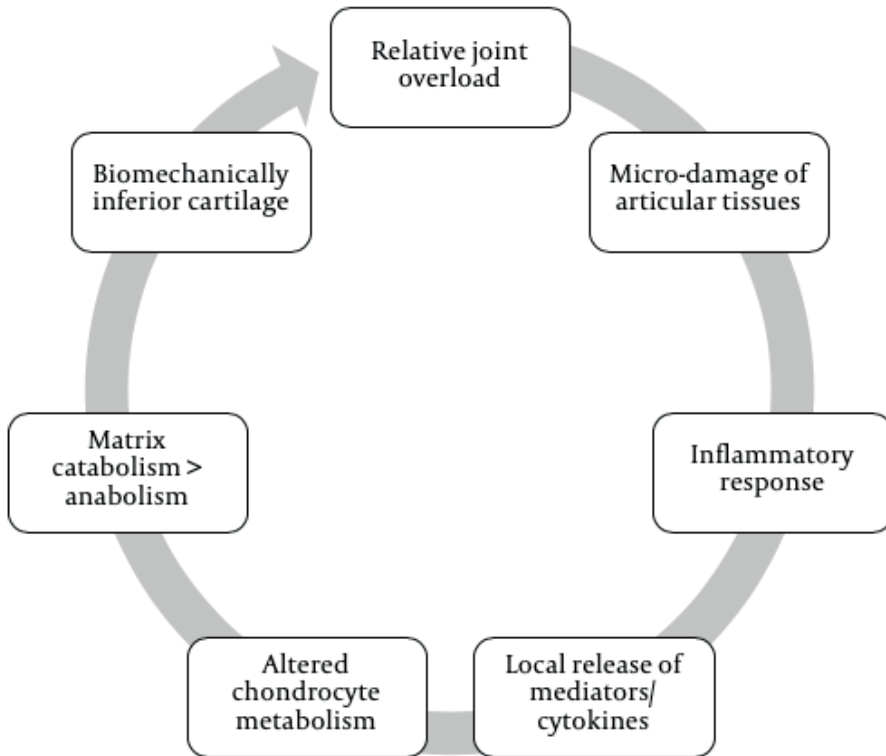 Relative joint
overload
Micro-damage of
articular tissues
Inflammatory
response
Local release of
mediators/
cytokines
Altered
chondrocyte
metabolism
Matrix
catabolism >
anabolism
Biomechanically
inferior cartilage